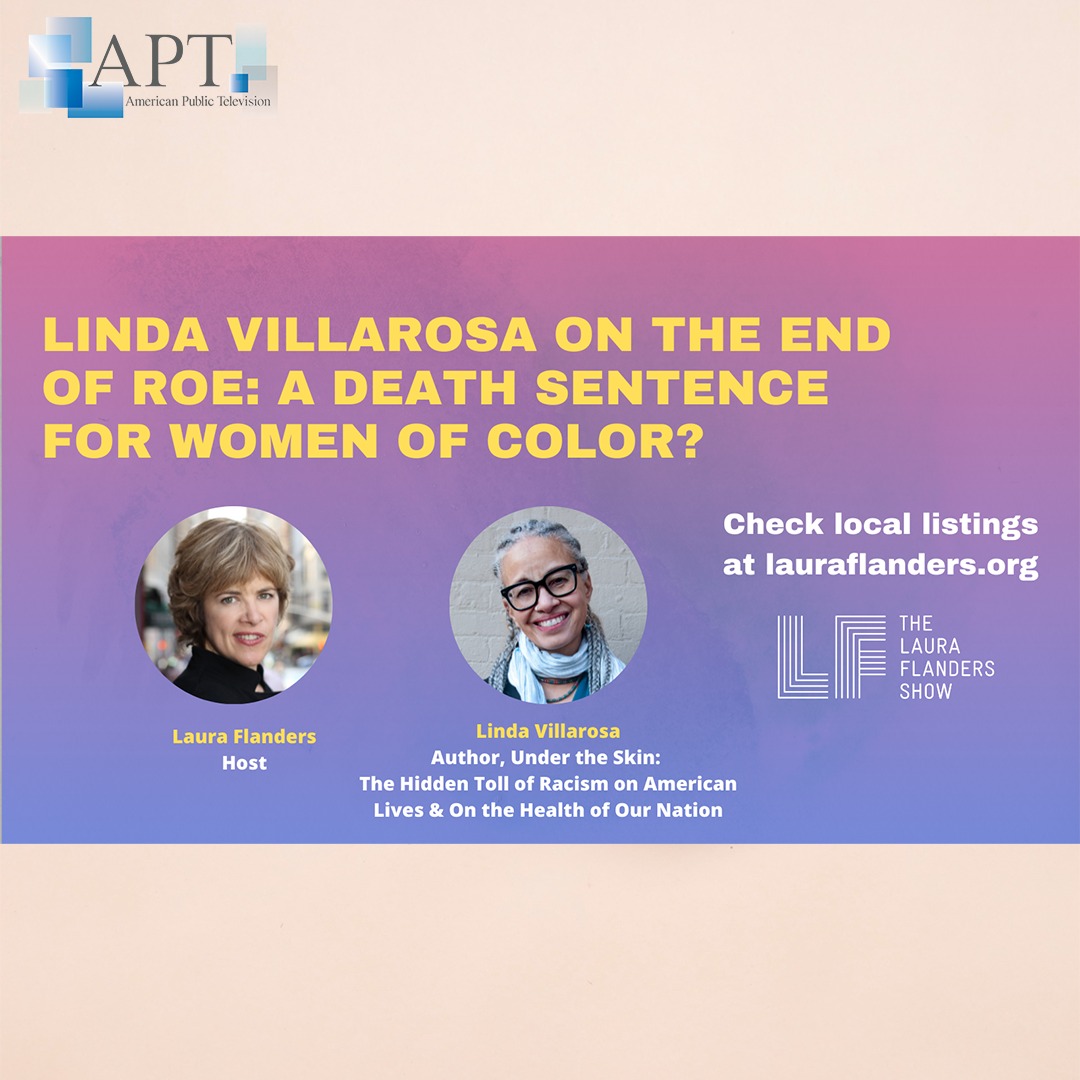 APT
American Public Television
LINDA VILLAROSA ON THE END
OF ROE: A DEATH SENTENCE
FOR WOMEN OF COLOR?
Check local listings
at lauraflanders.org
LF
THE
LAURA
FLANDERS
SHOW
Laura Flanders
Host
Linda Villarosa
Author, Under the Skin:
The Hidden Toll of Racism on American
Lives & On the Health of Our Nation